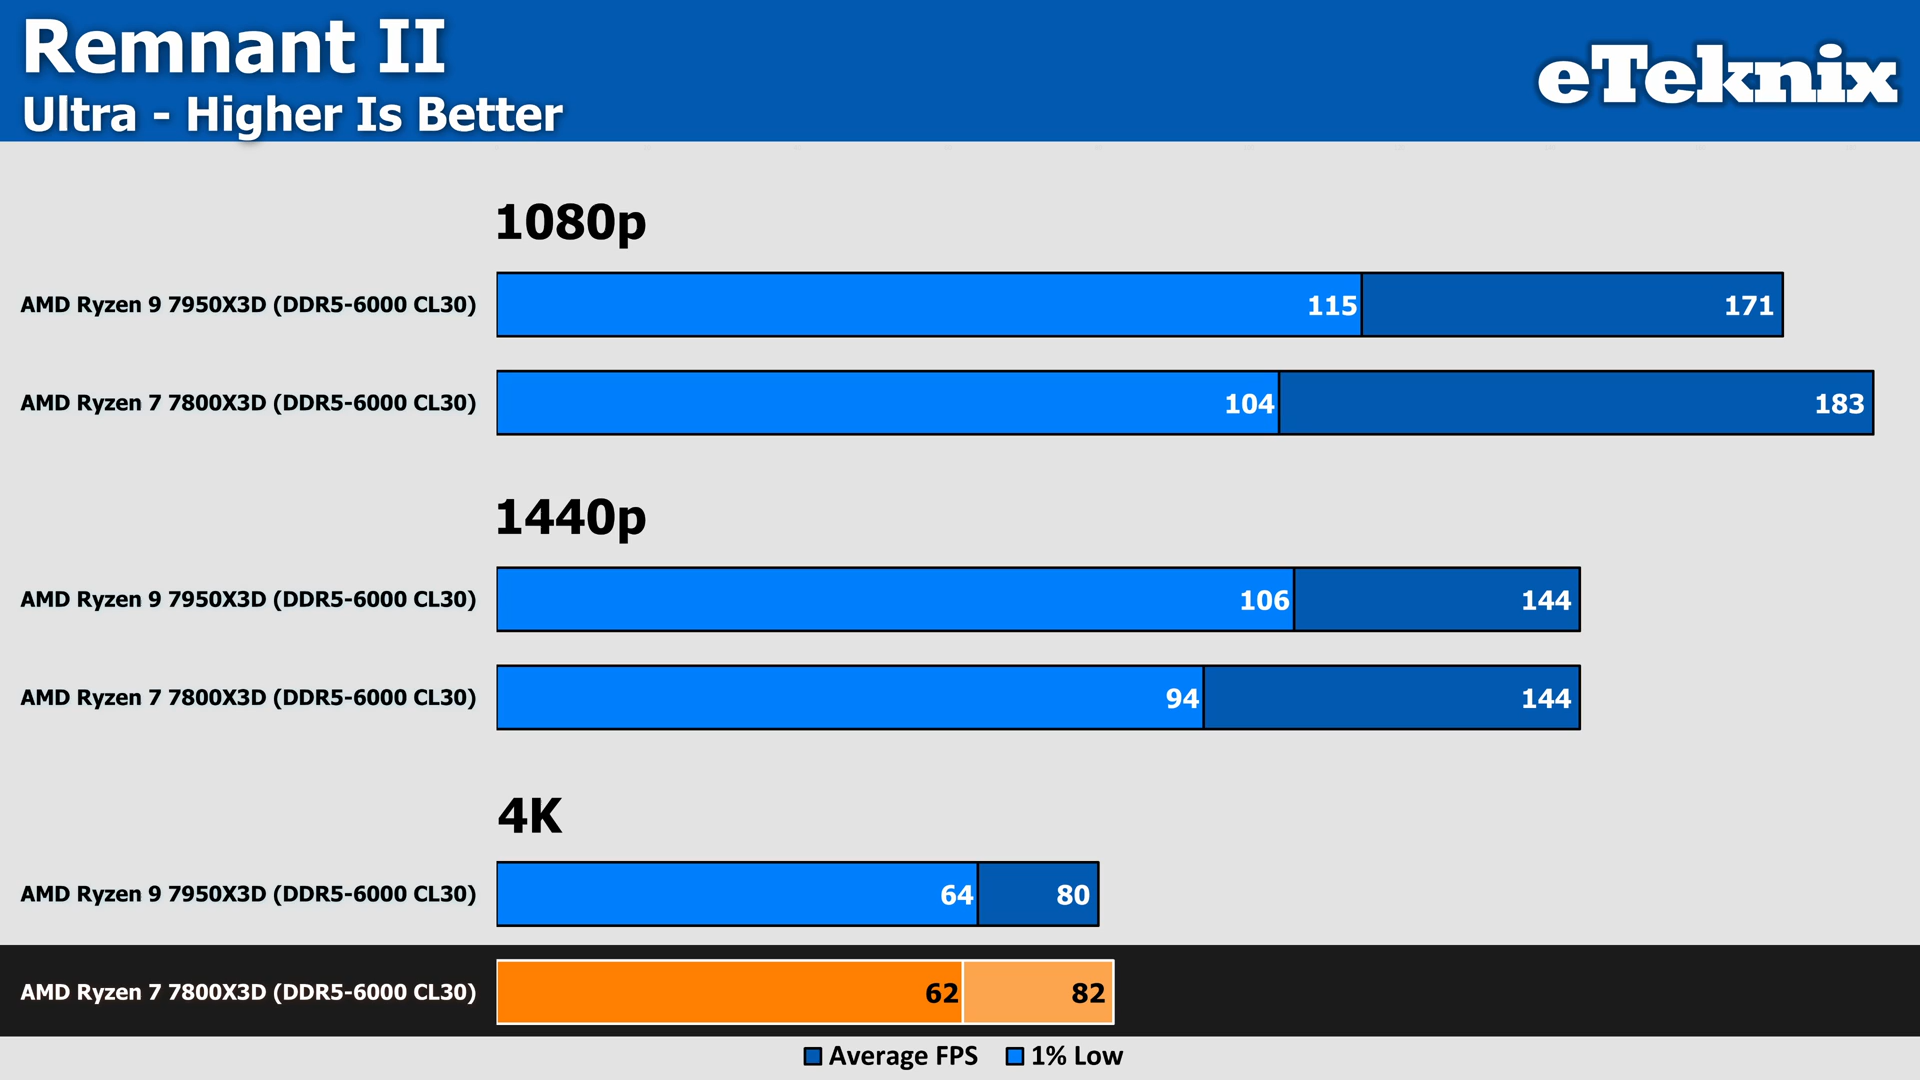 Remnant II
Ultra - Higher Is Better
eTeknix
1080p
AMD Ryzen 9 7950X3D (DDR5-6000 CL30) 115 171
AMD Ryzen 7 7800X3D (DDR5-6000 CL30) 104 183
1440p
AMD Ryzen 9 7950X3D (DDR5-6000 CL30) 106 144
AMD Ryzen 7 7800X3D (DDR5-6000 CL30) 94 144
4K
AMD Ryzen 9 7950X3D (DDR5-6000 CL30) 64 80
AMD Ryzen 7 7800X3D (DDR5-6000 CL30) 62 82
Average FPS 1% Low